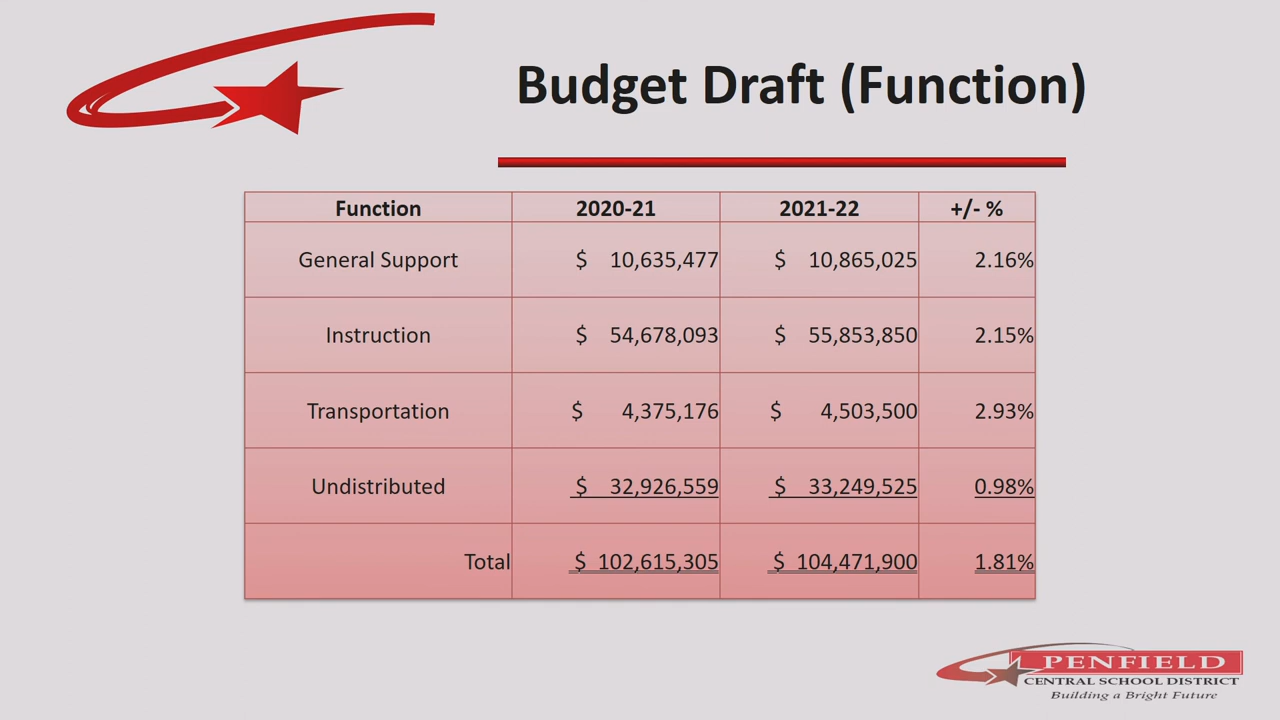 Budget Draft (Function)
Function 2020-21 2021-22 +/- %
General Support $ 10,635,477 $ 10,865,025 2.16%
Instruction $ 54,678,093 $ 55,853,850 2.15%
Transportation $ 4,375,176 $ 4,503,500 2.93%
Undistributed $ 32,926,559 $ 33,249,525 0.98%
Total $ 102,615,305 $ 104,471,900 1.81%
PENFIELD
CENTRAL SCHOOL DISTRICT
Building a Bright Future